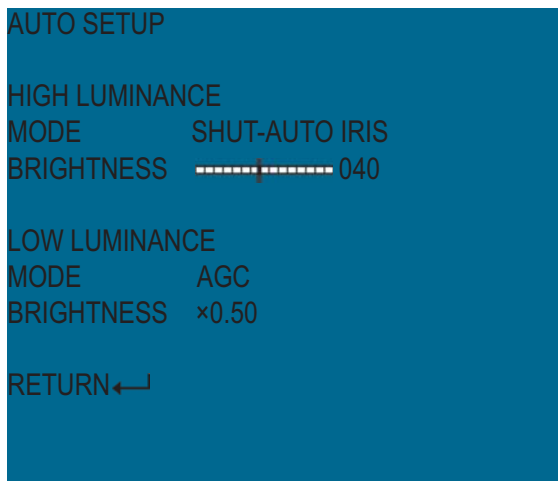 AUTO SETUP
HIGH LUMINANCE
MODE SHUT-AUTO IRIS
BRIGHTNESS 040
LOW LUMINANCE
MODE AGC
BRIGHTNESS ×0.50
RETURN